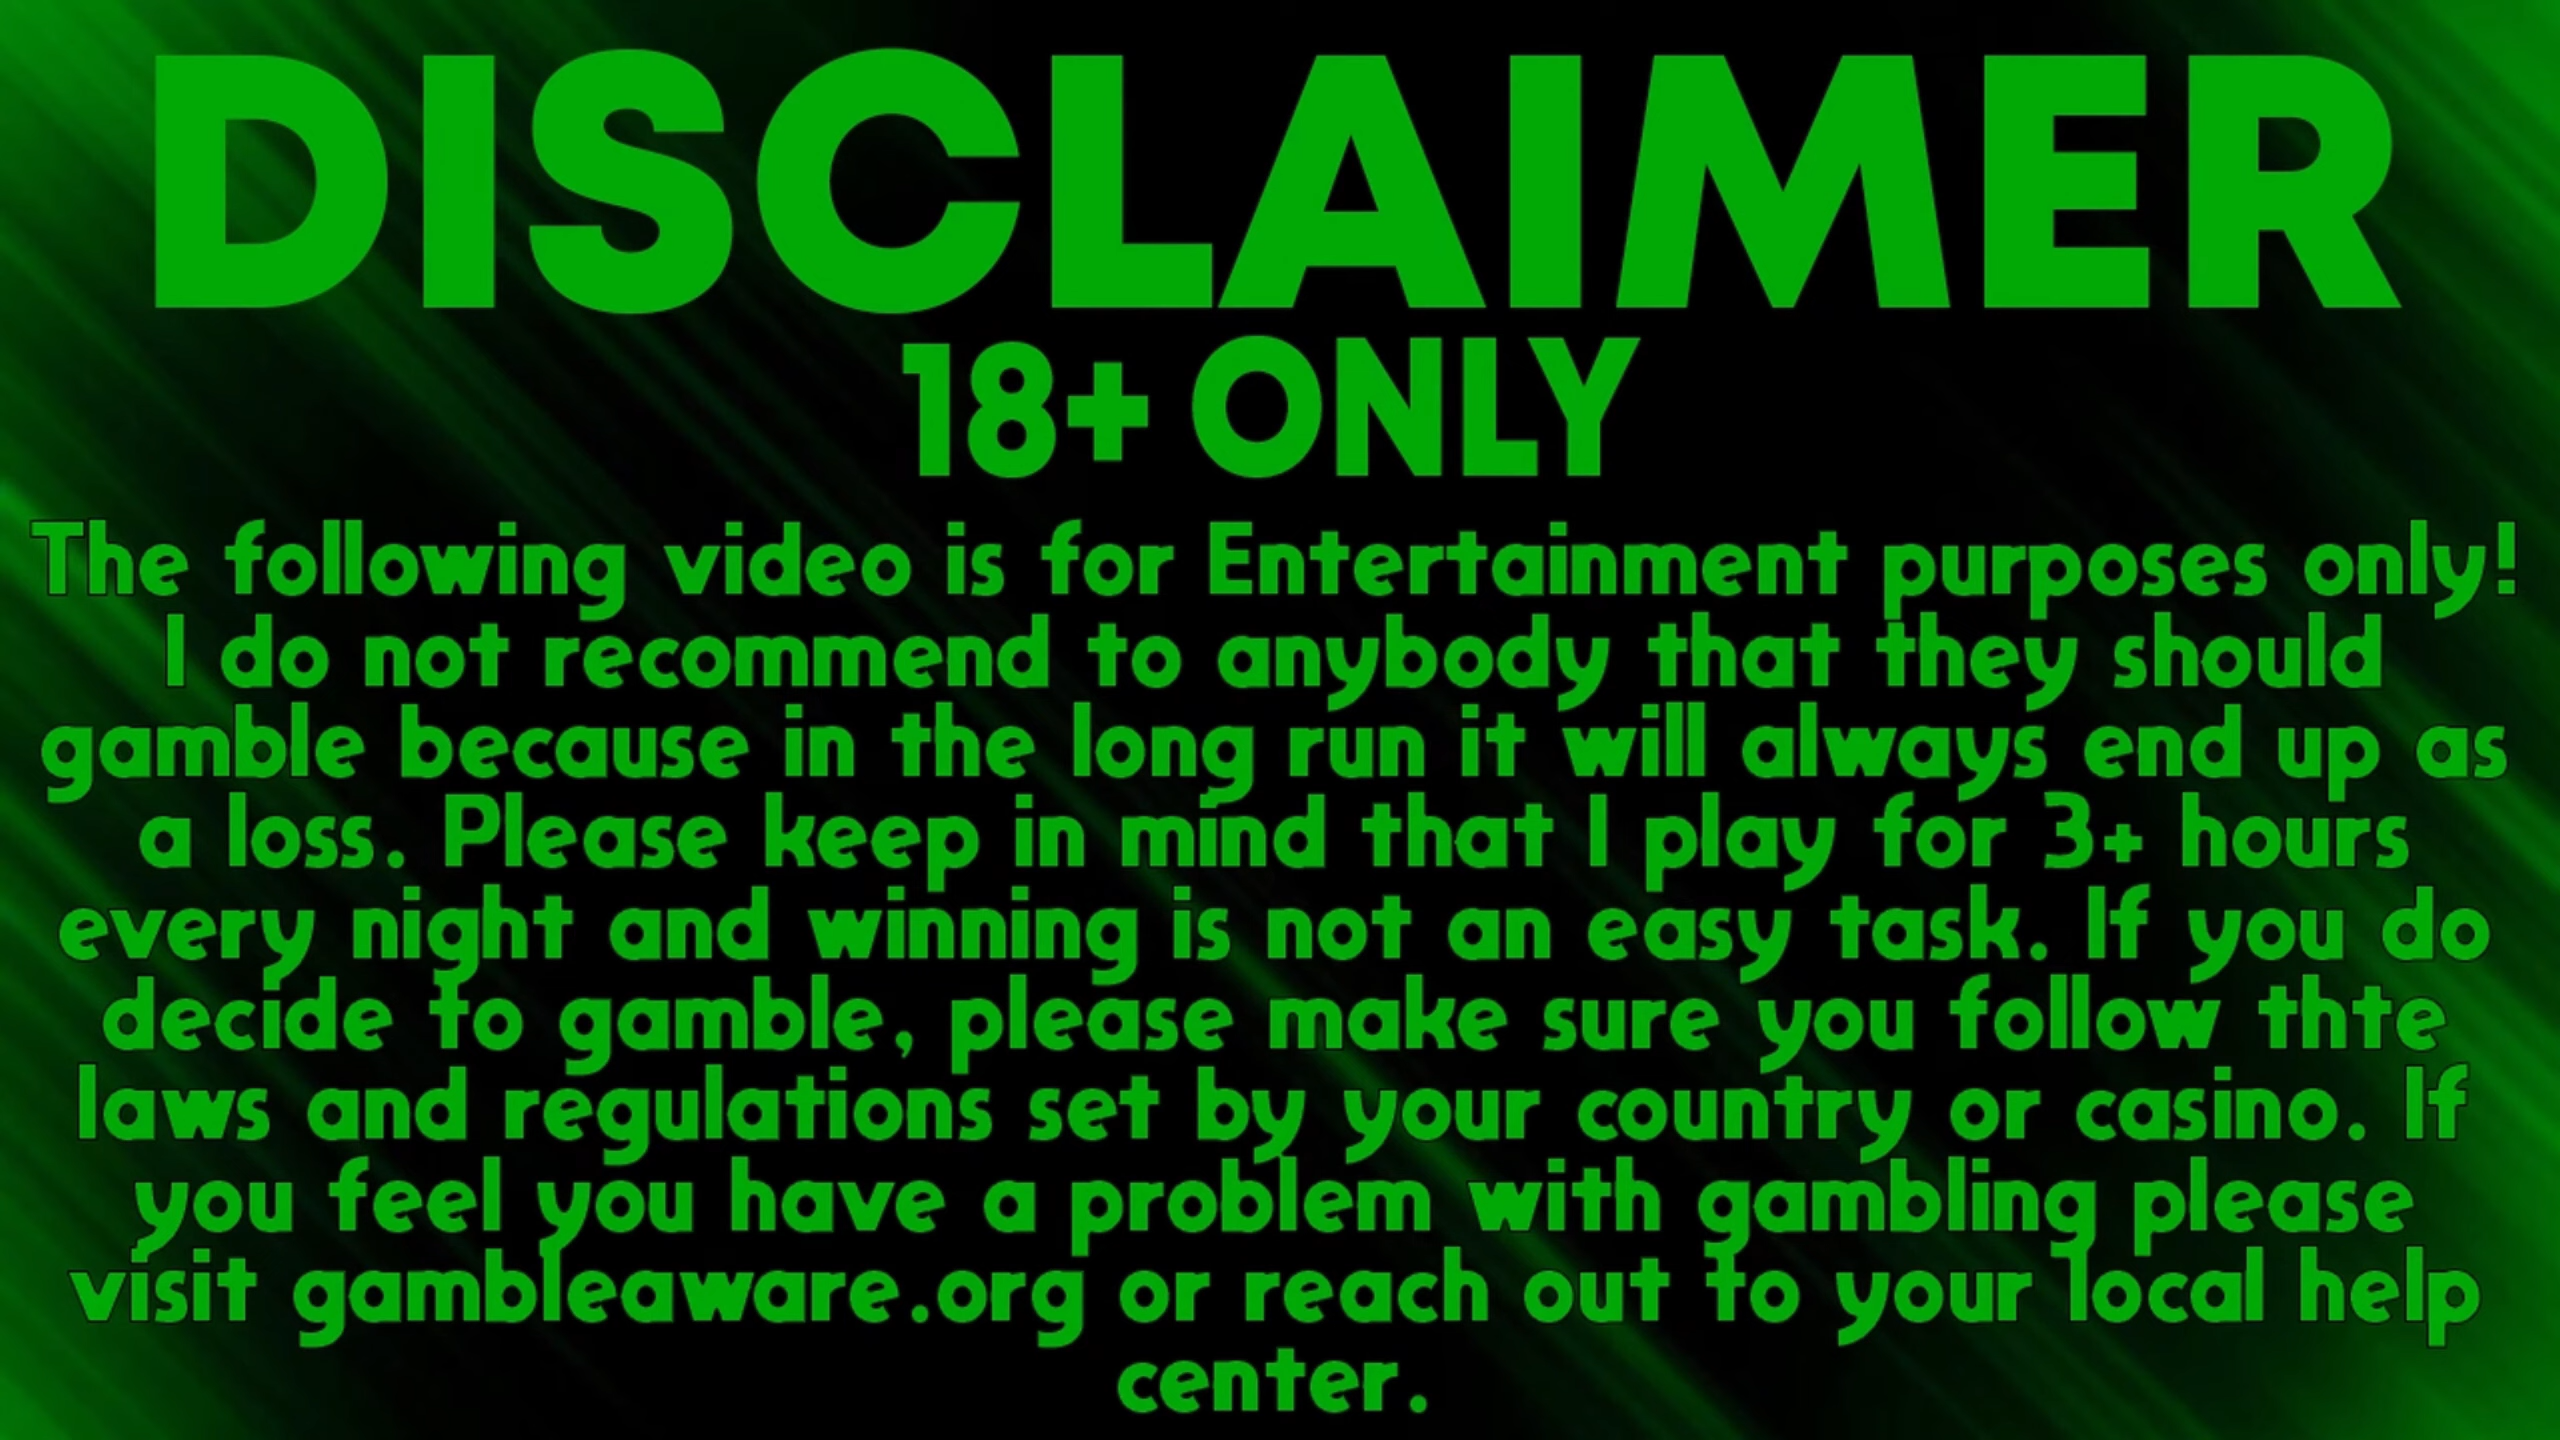 DISCLAIMER
18+ ONLY
The following video is for Entertainment purposes only!
I do not recommend to anybody that they should
gamble because in the long run it will always end up as
a loss. Please keep in mind that I play for 3+ hours
every night and winning is not an easy task. If you do
decide to gamble, please make sure you follow thte
laws and regulations set by your country or casino. If
you feel you have a problem with gambling please
visit gambleaware.org or reach out to your local help
center.